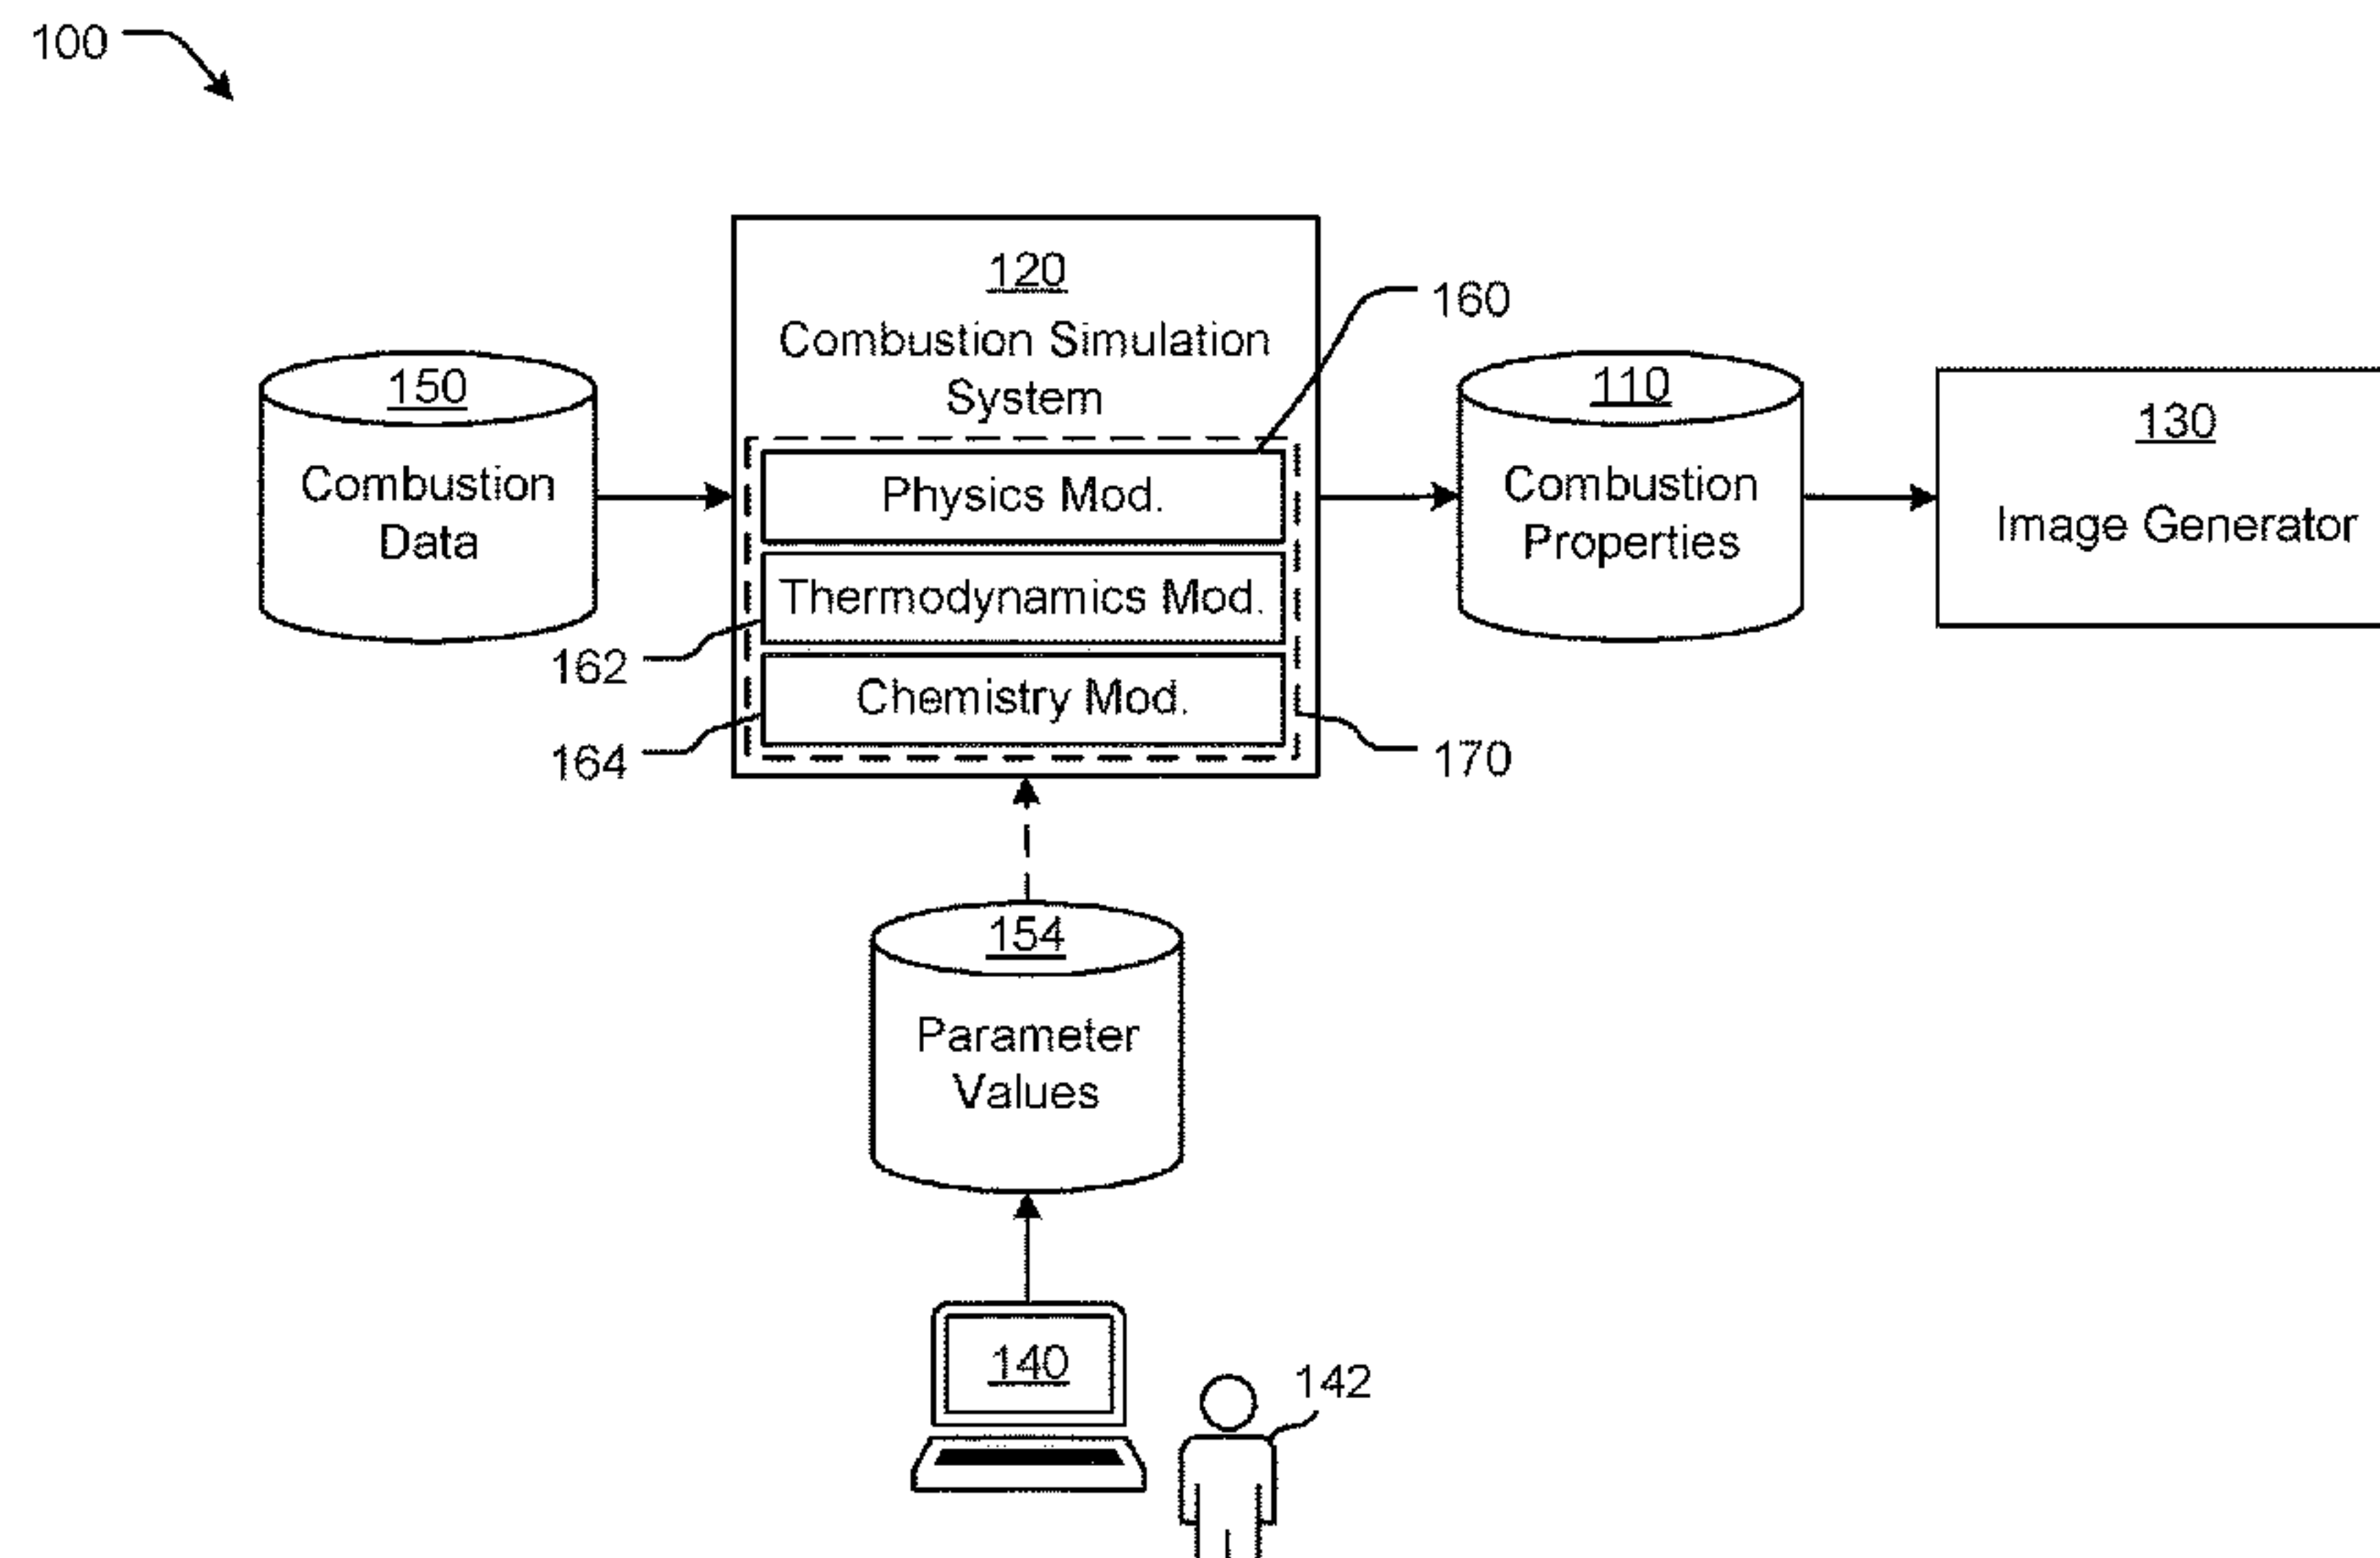 100
120
Combustion Simulation
System
160
150
Combustion
Data
Physics Mod.
Thermodynamics Mod.
Chemistry Mod.
162
164
170
110
Combustion
Properties
130
Image Generator
154
Parameter
Values
140
142